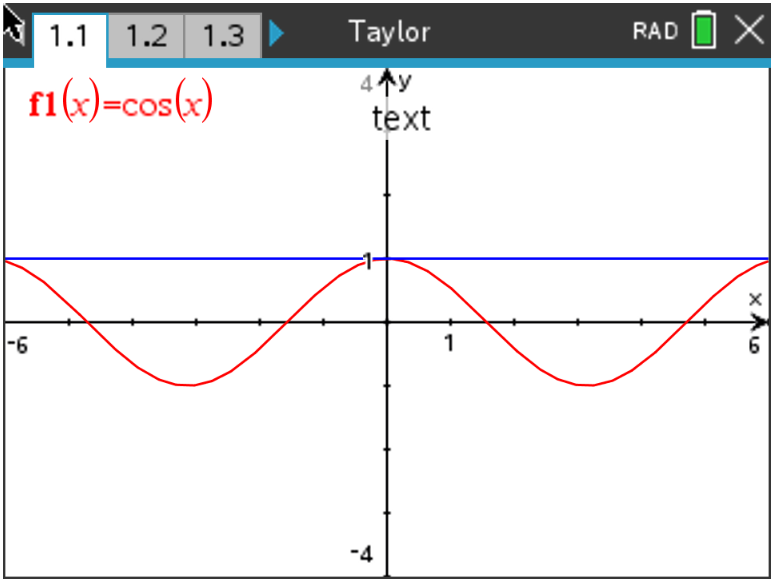 1.1 1.2 1.3 Taylor RAD
f1(x)=cos(x)
4 y
text
1
x
-6 1 6
-4